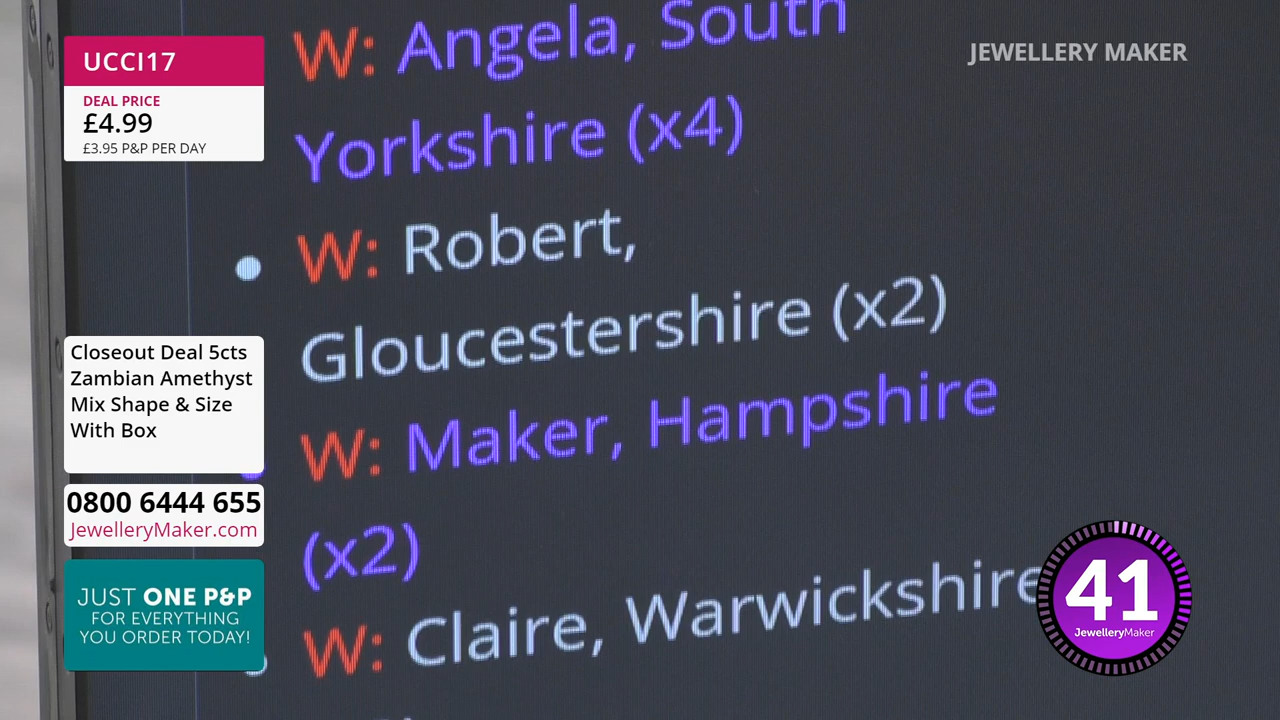 UCCI17
DEAL PRICE
£4.99
£3.95 P&P PER DAY
JEWELLERY MAKER
W: Angela, South
Yorkshire (x4)
W: Robert,
Gloucestershire (x2)
W: Maker, Hampshire
(x2)
W: Claire, Warwickshire
Closeout Deal 5cts
Zambian Amethyst
Mix Shape & Size
With Box
0800 6444 655
JewelleryMaker.com
JUST ONE P&P
FOR EVERYTHING
YOU ORDER TODAY!
41
JewelleryMaker